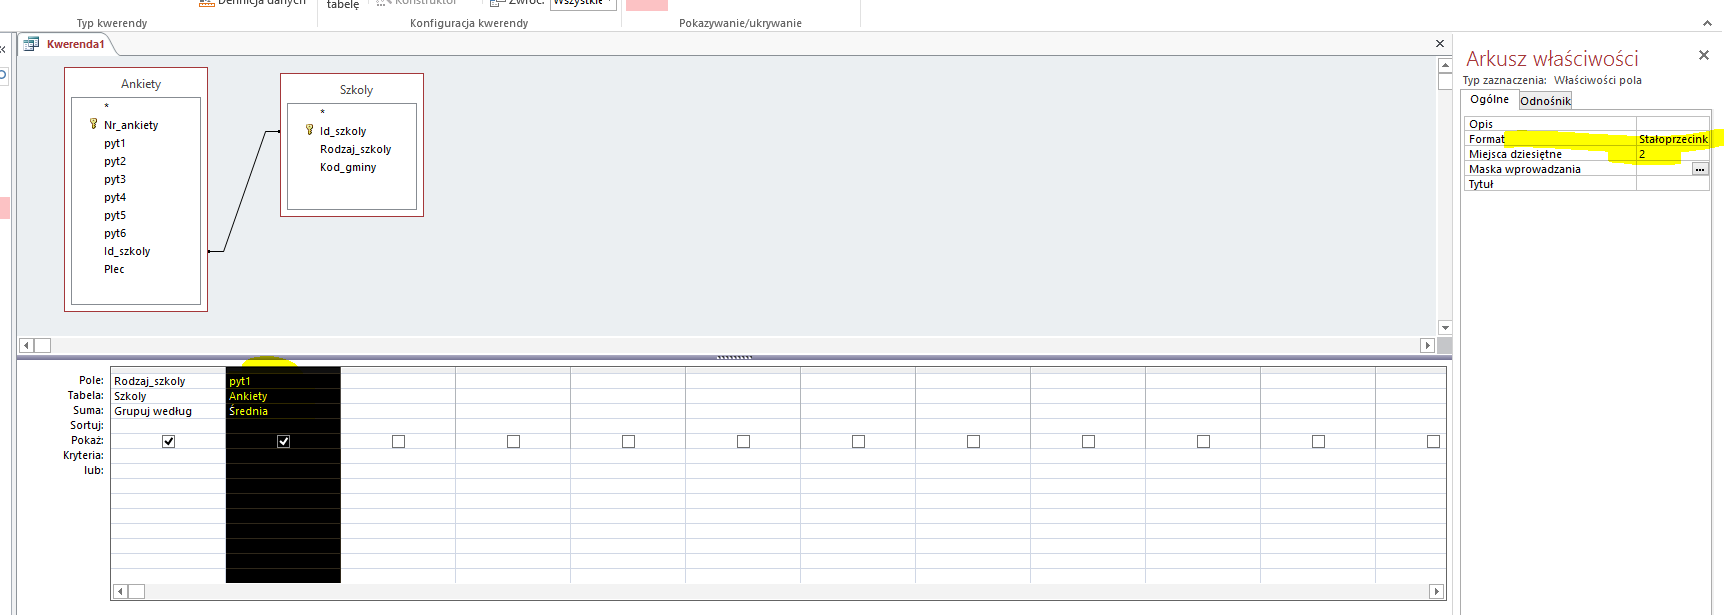 Definicja danych
tabelę
Konstruktor
Zwróć:
Wszystkie
Typ kwerendy
Konfiguracja kwerendy
Pokazywanie/ukrywanie
Kwerenda1
Ankiety
*
Nr_ankiety
pyt1
pyt2
pyt3
pyt4
pyt5
pyt6
Id_szkoly
Plec
Szkoly
*
Id_szkoly
Rodzaj_szkoly
Kod_gminy
Pole: Rodzaj_szkoly pyt1
Tabela: Szkoly Ankiety
Suma: Grupuj według Średnia
Sortuj:
Pokaż:
Kryteria:
lub:
Arkusz właściwości
Typ zaznaczenia: Właściwości pola
Ogólne Odnośnik
Opis
Format Stałoprzecink
Miejsca dziesiętne 2
Maska wprowadzania ...
Tytuł